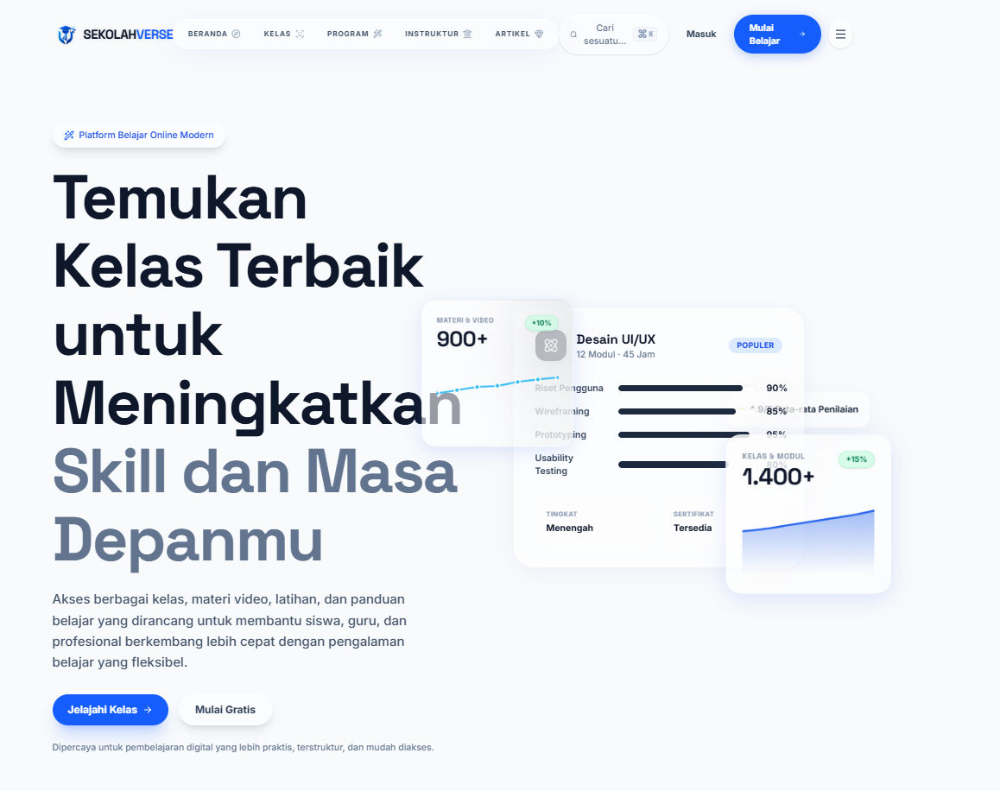 SEKOLAHVERSE
BERANDA
KELAS
PROGRAM
INSTRUKTUR
ARTIKEL
Cari
sesuatu...
⌘ K
Masuk
Mulai
Belajar
Platform Belajar Online Modern
Temukan
Kelas Terbaik
untuk
Meningkatkan
Skill dan Masa
Depanmu
MATERI & VIDEO
+10%
900+
Desain UI/UX
12 Modul · 45 Jam
POPULER
Riset Pengguna
90%
Wireframing
85%
Prototyping
95%
Usability
Testing
80%
4.9/5 Rata-rata Penilaian
TINGKAT
Menengah
SERTIFIKAT
Tersedia
KELAS & MODUL
+15%
1.400+
Akses berbagai kelas, materi video, latihan, dan panduan
belajar yang dirancang untuk membantu siswa, guru, dan
profesional berkembang lebih cepat dengan pengalaman
belajar yang fleksibel.
Jelajahi Kelas
Mulai Gratis
Dipercaya untuk pembelajaran digital yang lebih praktis, terstruktur, dan mudah diakses.